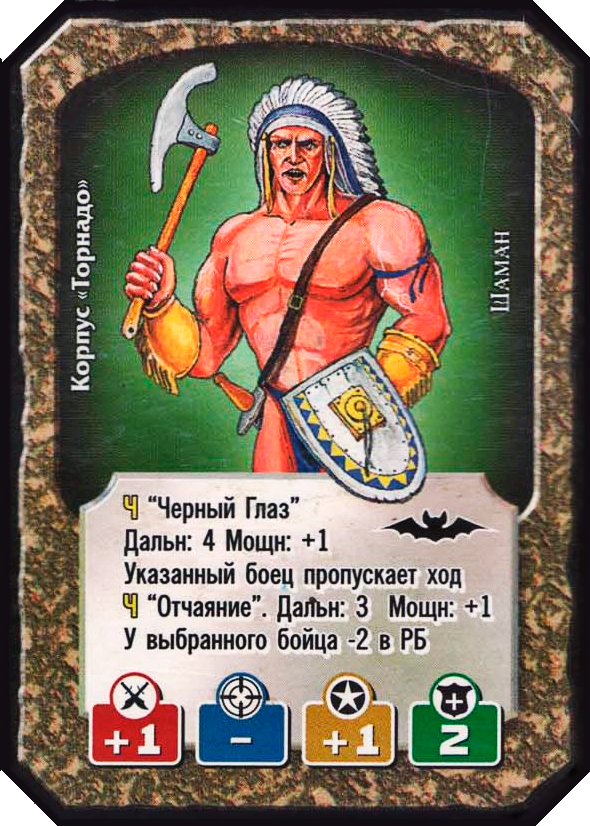 Корпус «Торнадо»
Шаман
Ч “Черный Глаз”
Дальн: 4 Мощн: +1
Указанный боец пропускает ход
Ч “Отчаяние”. Дальн: 3 Мощн: +1
У выбранного бойца -2 в РБ
+1
–
+1
2